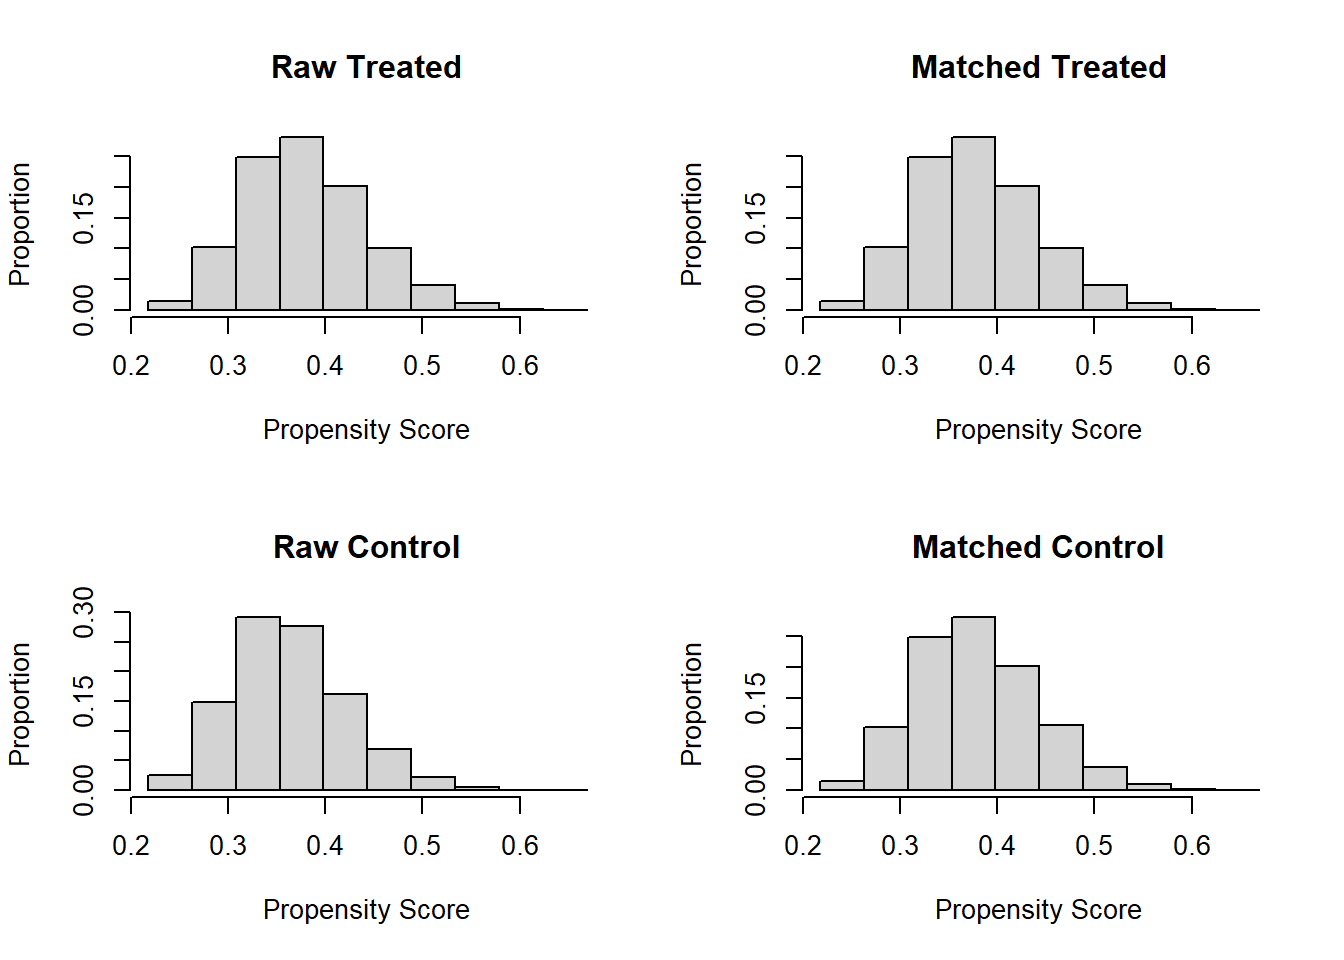 Raw Treated
Proportion
0.00 0.15
0.2 0.3 0.4 0.5 0.6
Propensity Score
Matched Treated
Proportion
0.00 0.15
0.2 0.3 0.4 0.5 0.6
Propensity Score
Raw Control
Proportion
0.00 0.15 0.30
0.2 0.3 0.4 0.5 0.6
Propensity Score
Matched Control
Proportion
0.00 0.15
0.2 0.3 0.4 0.5 0.6
Propensity Score